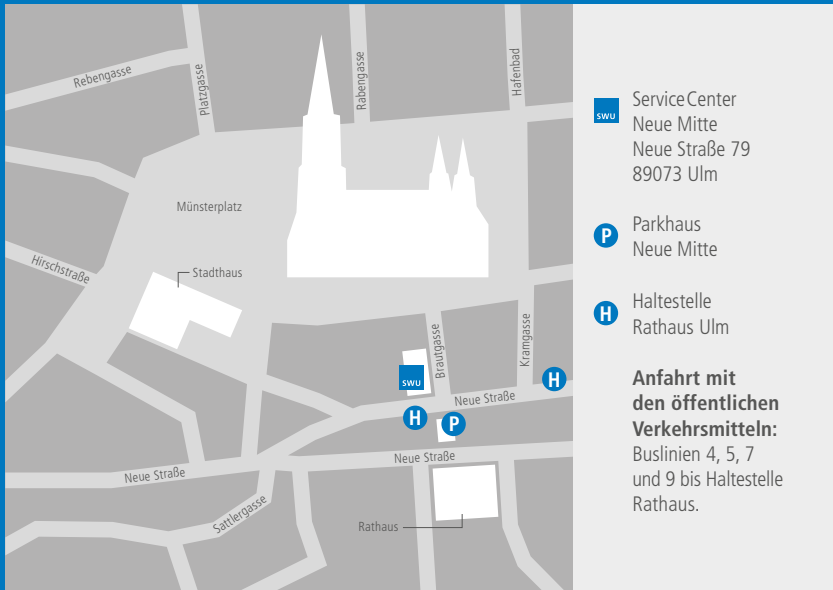 Rebengasse
Platzgasse
Rabengasse
Hafenbad
Münsterplatz
Hirschstraße
Stadthaus
Brautgasse
Kramgasse
swu
H
Neue Straße
H
P
Neue Straße
Neue Straße
Sattlergasse
Rathaus
swu
ServiceCenter
Neue Mitte
Neue Straße 79
89073 Ulm
P
Parkhaus
Neue Mitte
H
Haltestelle
Rathaus Ulm
Anfahrt mit
den öffentlichen
Verkehrsmitteln:
Buslinien 4, 5, 7
und 9 bis Haltestelle
Rathaus.